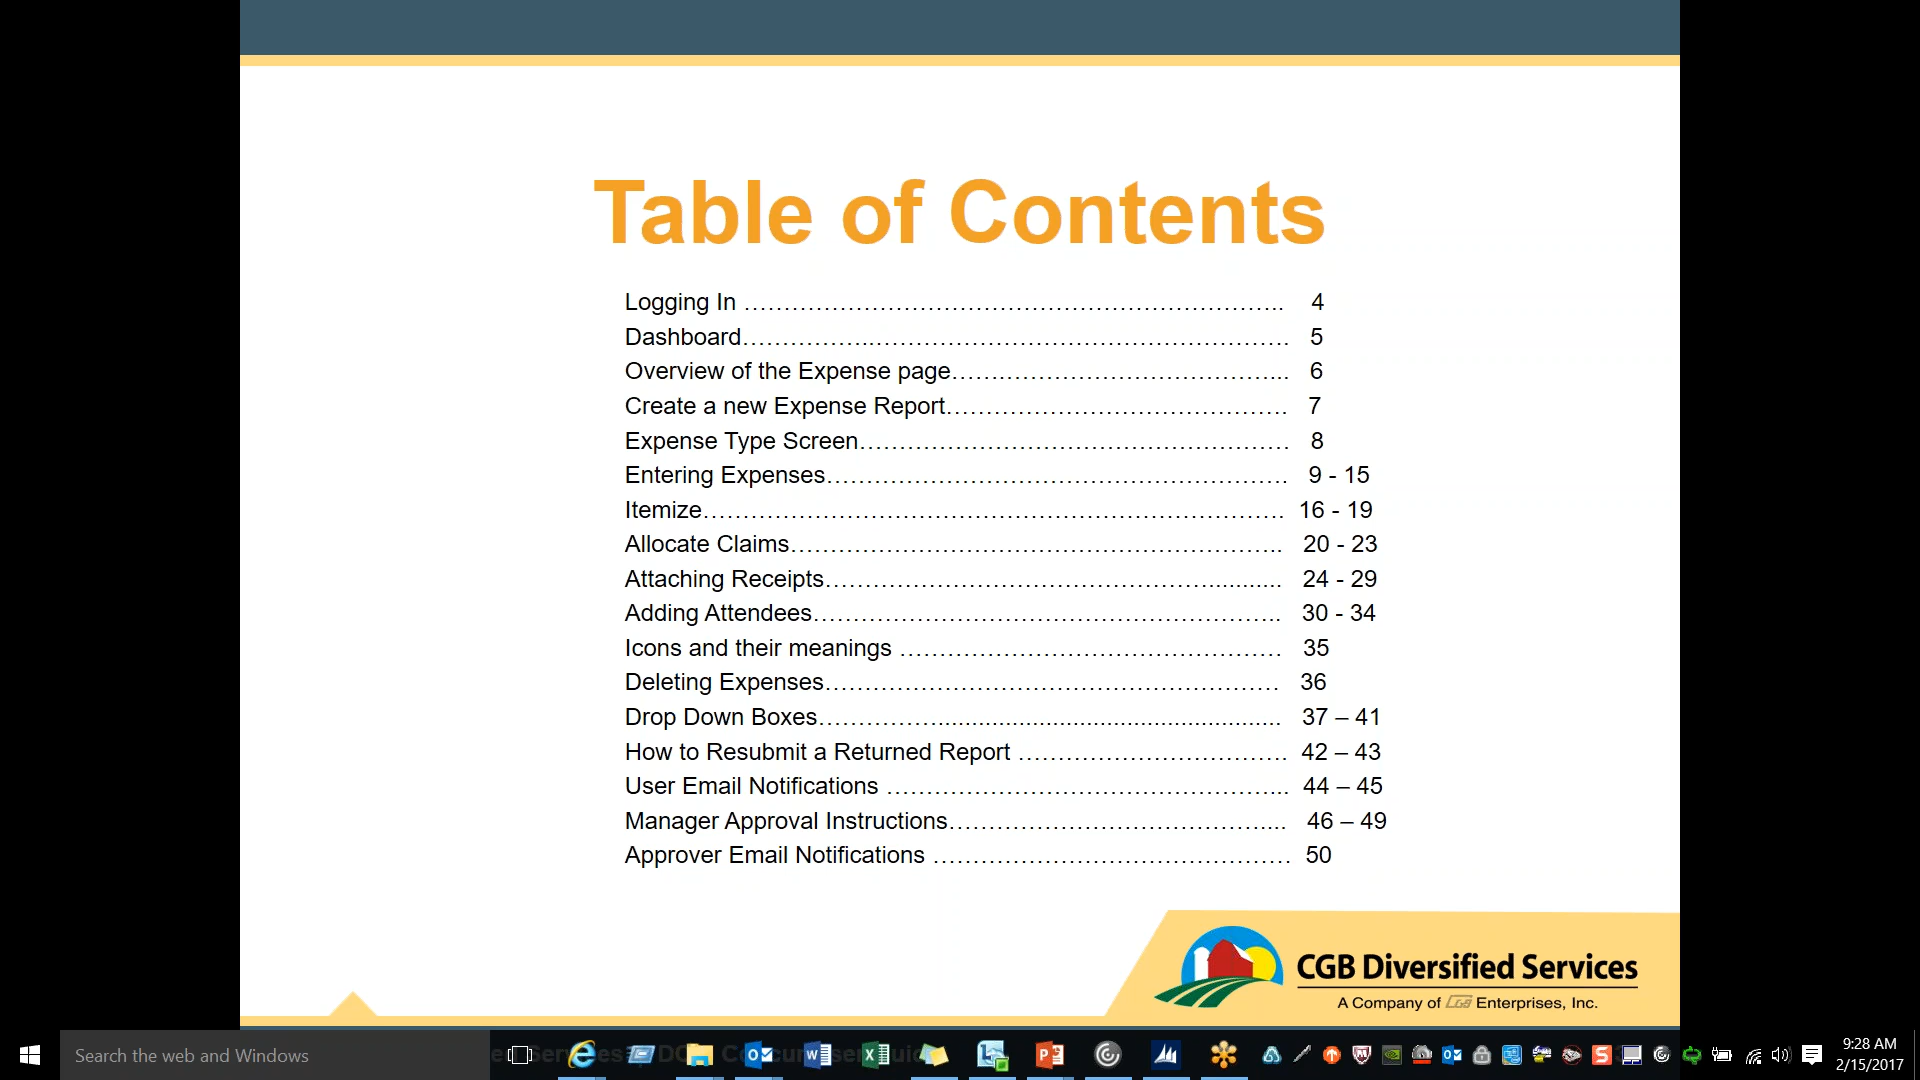 Table of Contents
Logging In ……………………………………………………………….. 4
Dashboard……………...……………………………………………. 5
Overview of the Expense page…….……………………………... 6
Create a new Expense Report……………………………………. 7
Expense Type Screen……………………………………………… 8
Entering Expenses…………………………………………………. 9 - 15
Itemize……………………………………………………………… 16 - 19
Allocate Claims…………………………………………………….. 20 - 23
Attaching Receipts…………………………………………........... 24 - 29
Adding Attendees………………………………………………….. 30 - 34
Icons and their meanings ………………………………………… 35
Deleting Expenses………………………………………………… 36
Drop Down Boxes……………................................................ 37 – 41
How to Resubmit a Returned Report ……………………………. 42 – 43
User Email Notifications …………………………………………... 44 – 45
Manager Approval Instructions………………………………….... 46 – 49
Approver Email Notifications ……………………………………… 50
CGB Diversified Services
A Company of CGB Enterprises, Inc.
Search the web and Windows
9:28 AM
2/15/2017